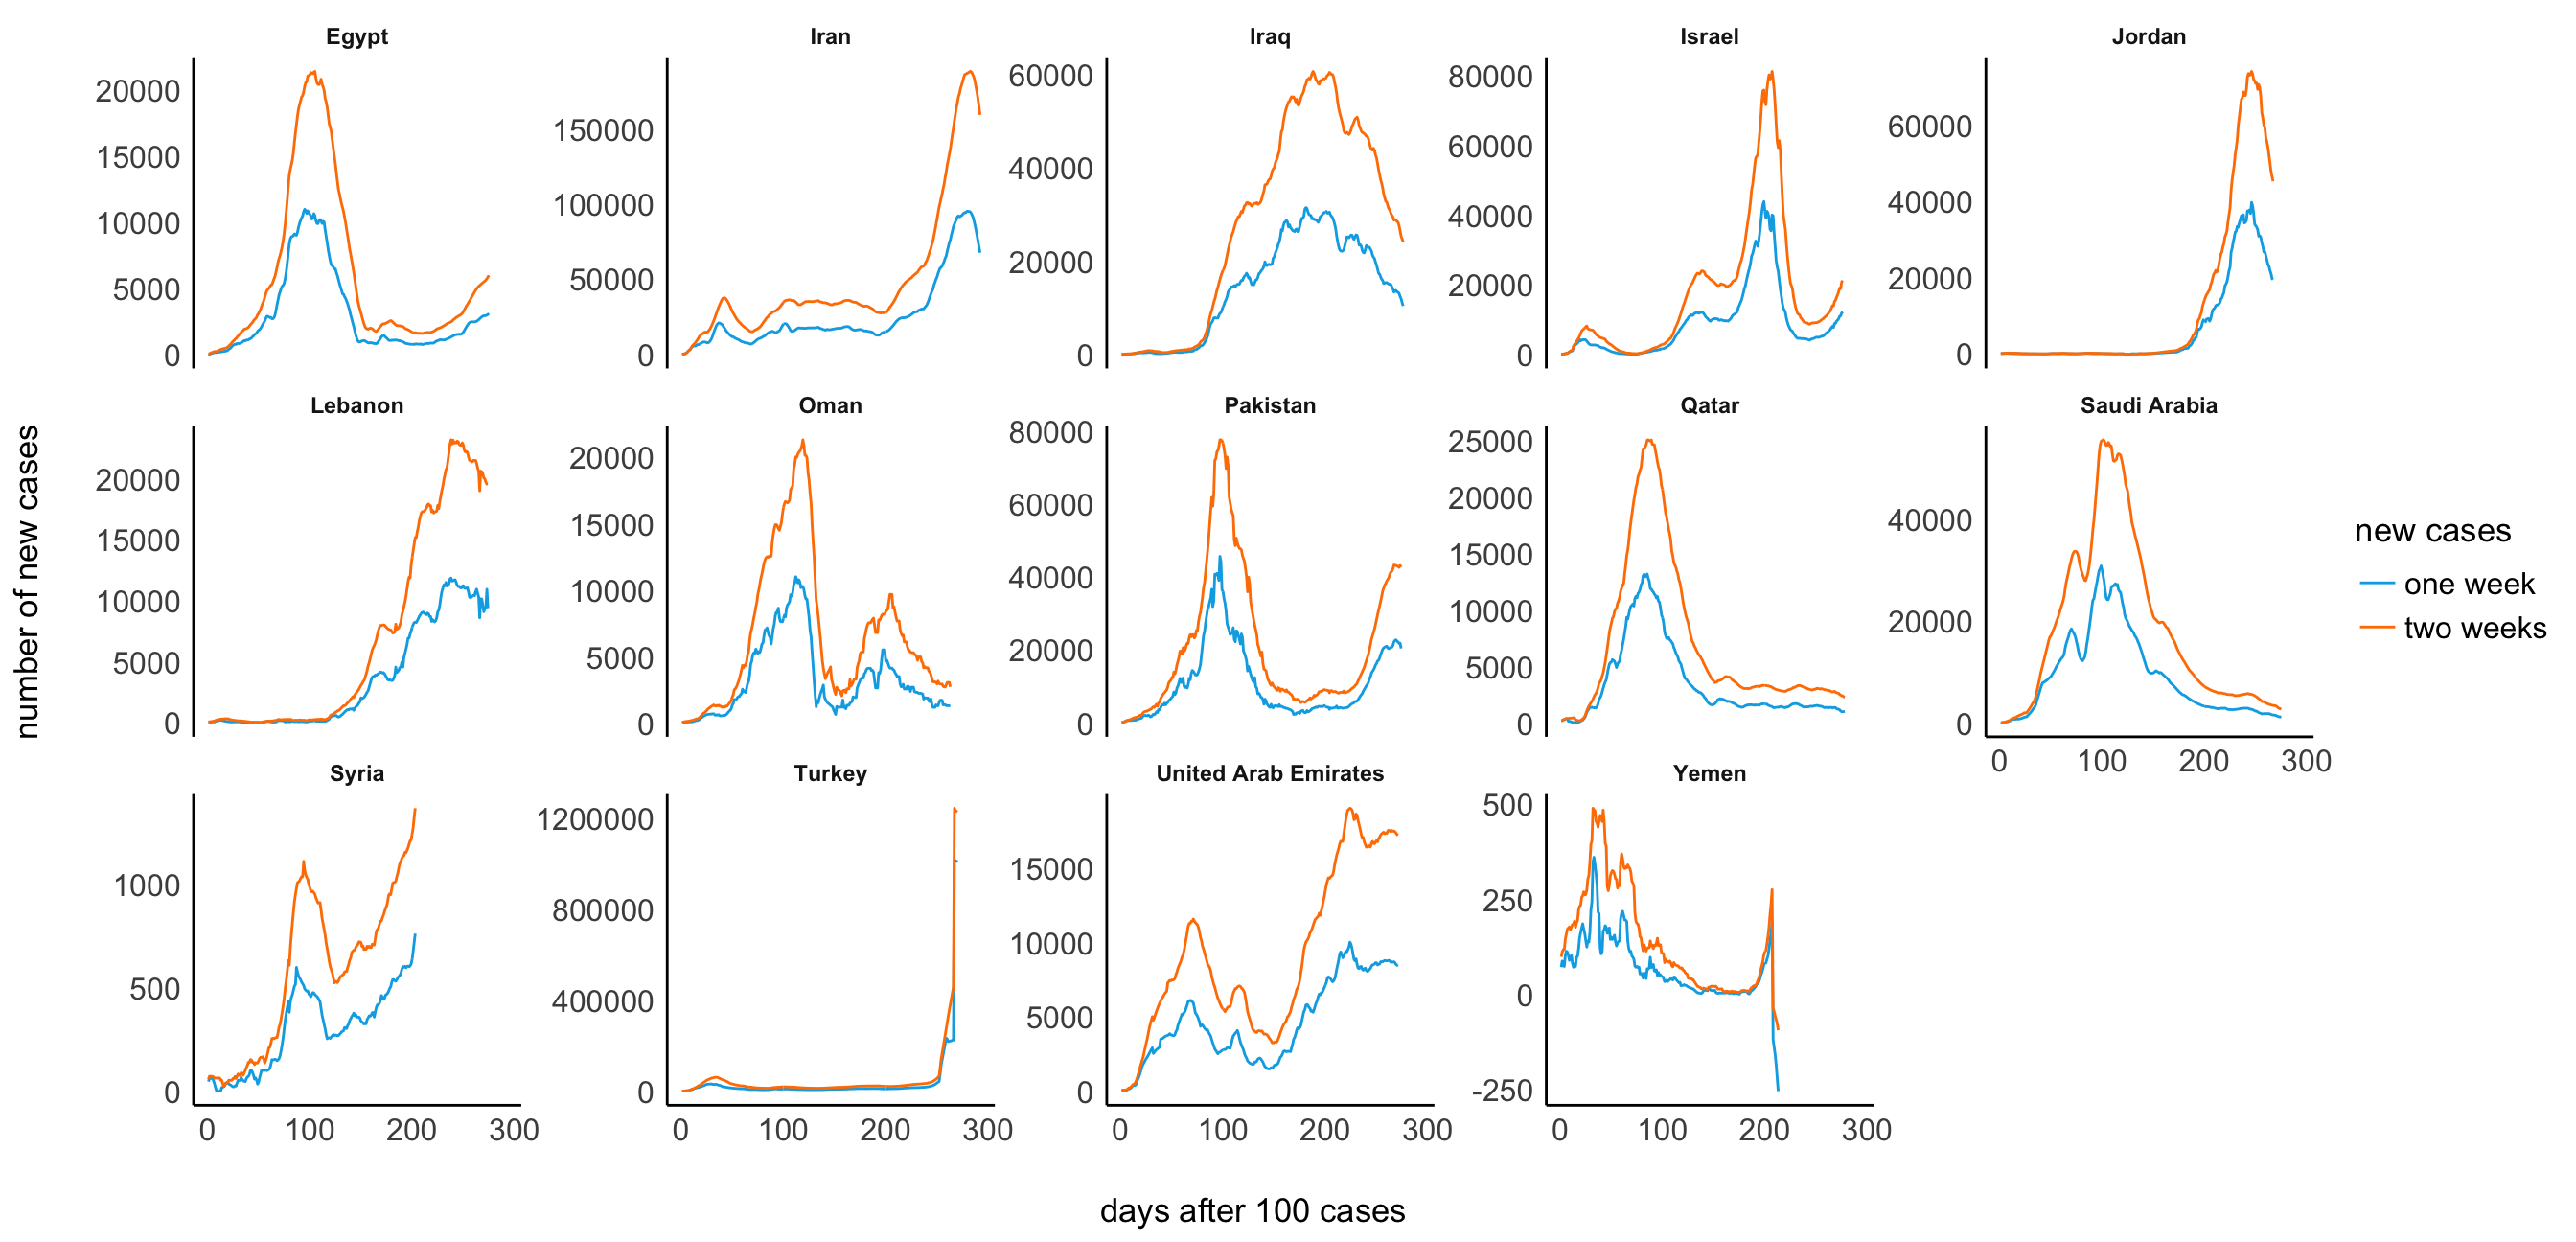 Egypt
Iran
Iraq
Israel
Jordan
20000
15000
10000
5000
0
150000
100000
50000
0
60000
40000
20000
0
80000
60000
40000
20000
0
60000
40000
20000
0
Lebanon
Oman
Pakistan
Qatar
Saudi Arabia
20000
15000
10000
5000
0
20000
15000
10000
5000
0
80000
60000
40000
20000
0
25000
20000
15000
10000
5000
0
40000
20000
0
0 100 200 300
Syria
Turkey
United Arab Emirates
Yemen
1000
500
0
1200000
800000
400000
0
15000
10000
5000
0
500
250
0
-250
0 100 200 300
0 100 200 300
0 100 200 300
0 100 200 300
number of new cases
days after 100 cases
new cases
one week
two weeks